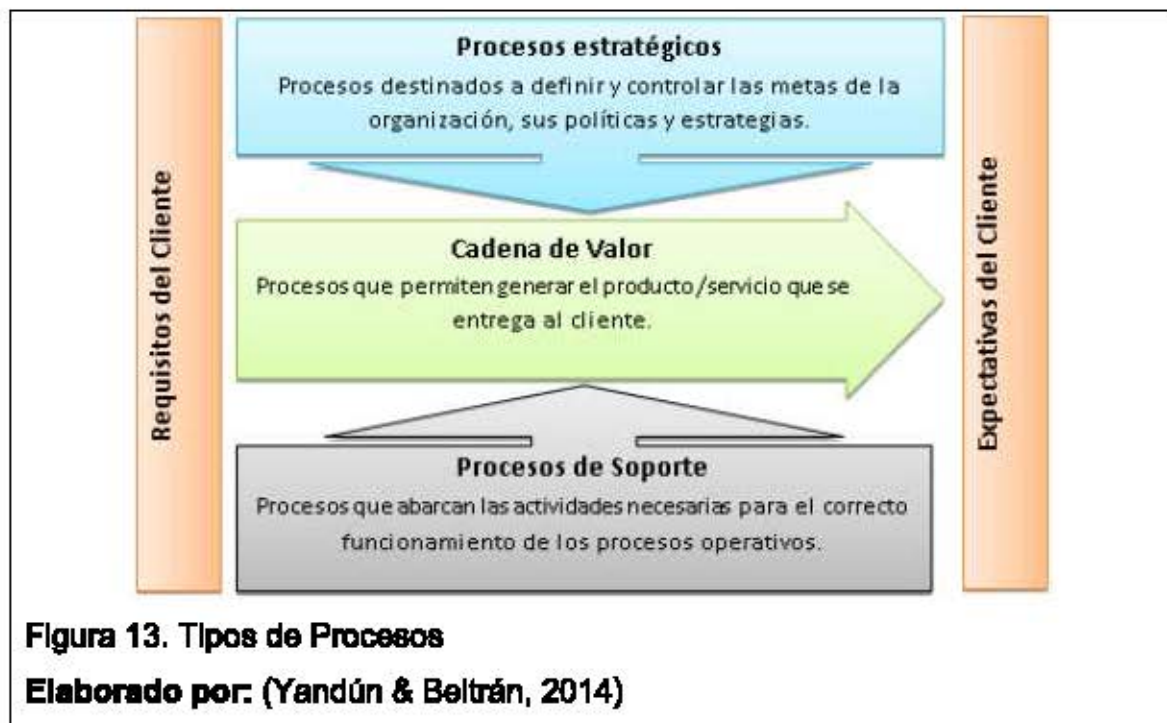 Requisitos del Cliente
Procesos estratégicos
Procesos destinados a definir y controlar las metas de la
organización, sus políticas y estrategias.
Cadena de Valor
Procesos que permiten generar el producto/servicio que se
entrega al cliente.
Procesos de Soporte
Procesos que abarcan las actividades necesarias para el correcto
funcionamiento de los procesos operativos.
Expectativas del Cliente
Figura 13. Tipos de Procesos
Elaborado por: (Yandún & Beltrán, 2014)